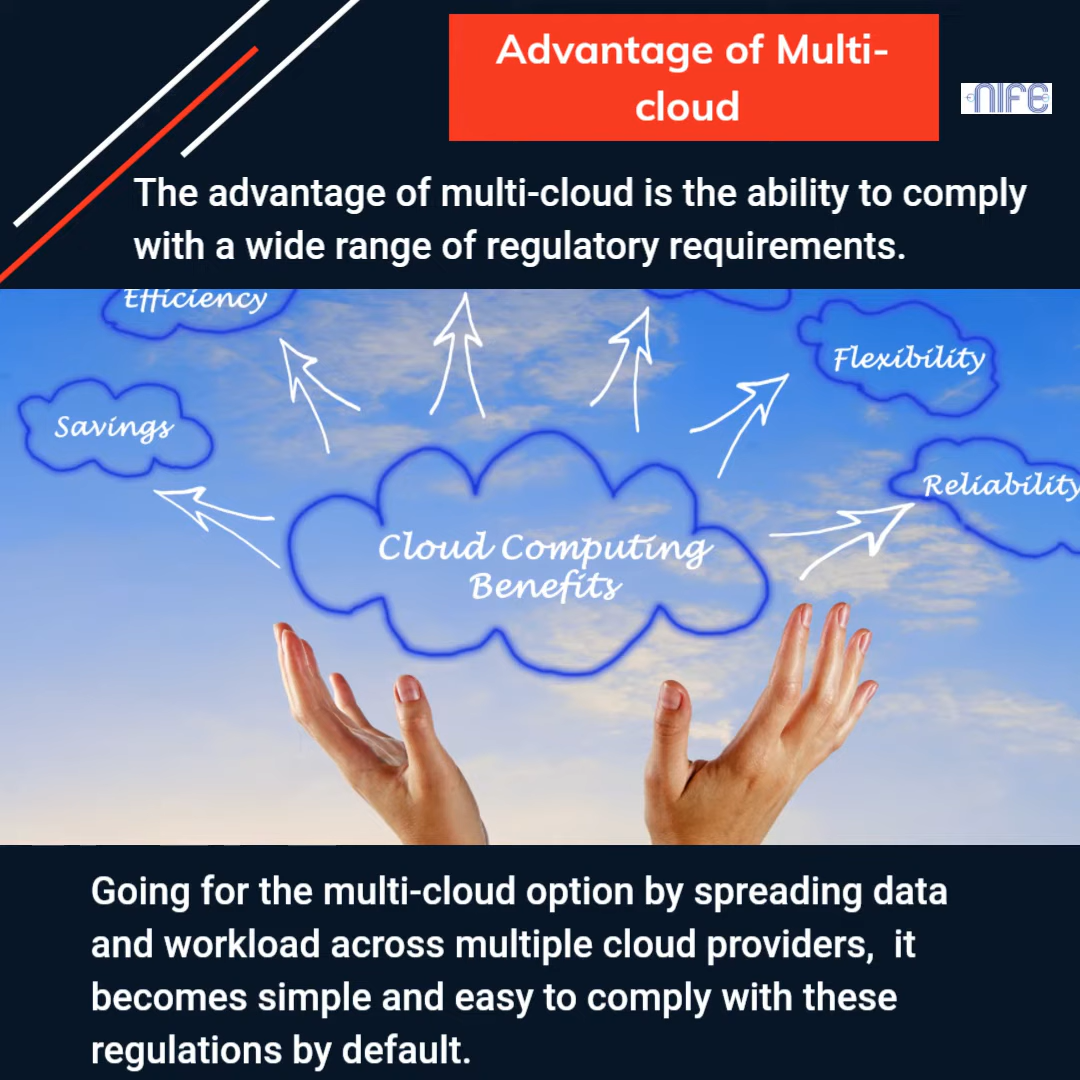 Advantage of Multi-
cloud
NIFE
The advantage of multi-cloud is the ability to comply
with a wide range of regulatory requirements.
Efficiency
Flexibility
Savings
Reliability
Cloud Computing
Benefits
Going for the multi-cloud option by spreading data
and workload across multiple cloud providers,  it
becomes simple and easy to comply with these
regulations by default.